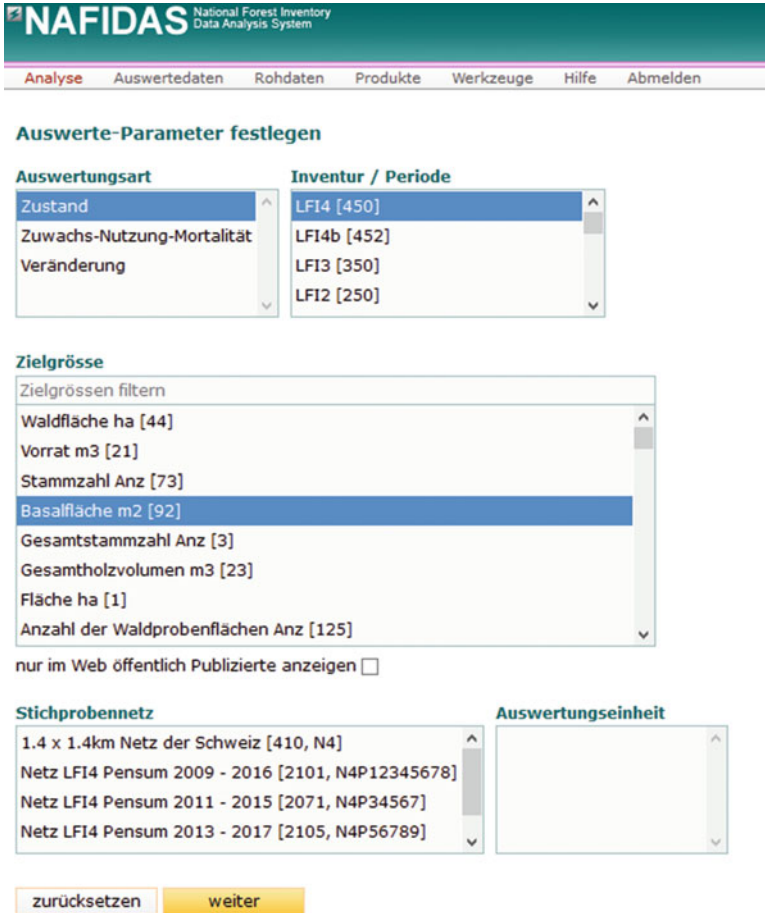 NAFIDAS National Forest Inventory
Data Analysis System
Analyse Auswertedaten Rohdaten Produkte Werkzeuge Hilfe Abmelden
Auswerte-Parameter festlegen
Auswertungsart
Zustand
Zuwachs-Nutzung-Mortalität
Veränderung
Inventur / Periode
LFI4 [450]
LFI4b [452]
LFI3 [350]
LFI2 [250]
Zielgrösse
Zielgrössen filtern
Waldfläche ha [44]
Vorrat m3 [21]
Stammzahl Anz [73]
Basalfläche m2 [92]
Gesamtstammzahl Anz [3]
Gesamtholzvolumen m3 [23]
Fläche ha [1]
Anzahl der Waldprobenflächen Anz [125]
nur im Web öffentlich Publizierte anzeigen
Stichprobennetz
1.4 x 1.4km Netz der Schweiz [410, N4]
Netz LFI4 Pensum 2009 - 2016 [2101, N4P12345678]
Netz LFI4 Pensum 2011 - 2015 [2071, N4P34567]
Netz LFI4 Pensum 2013 - 2017 [2105, N4P56789]
Auswertungseinheit
zurücksetzen weiter